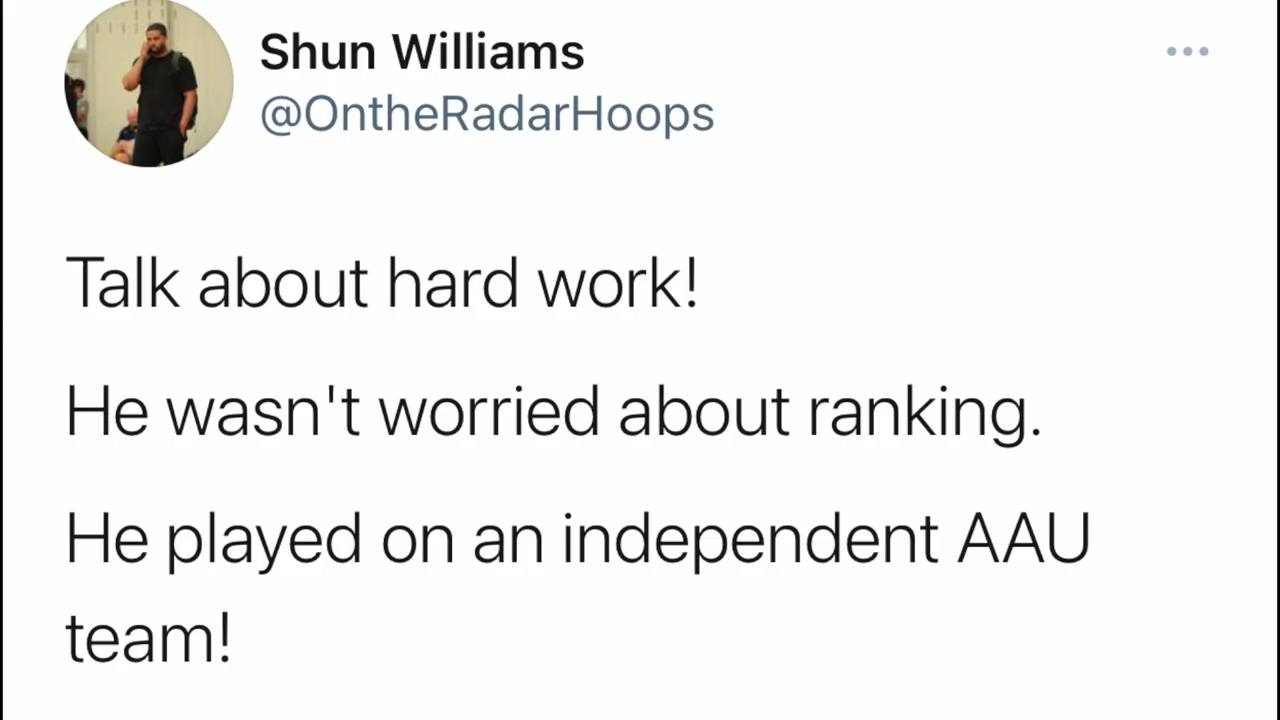 Shun Williams
@OntheRadarHoops
Talk about hard work!
He wasn't worried about ranking.
He played on an independent AAU
team!